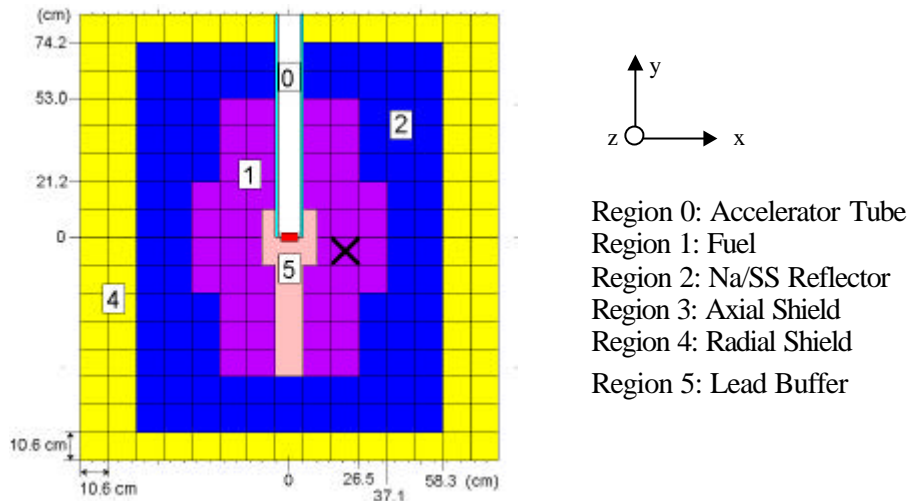 (cm)
74.2
53.0
21.2
0
10.6 cm
10.6 cm
0
26.5
37.1
58.3 (cm)
0
1
2
4
5
y
z
x
Region 0: Accelerator Tube
Region 1: Fuel
Region 2: Na/SS Reflector
Region 3: Axial Shield
Region 4: Radial Shield
Region 5: Lead Buffer